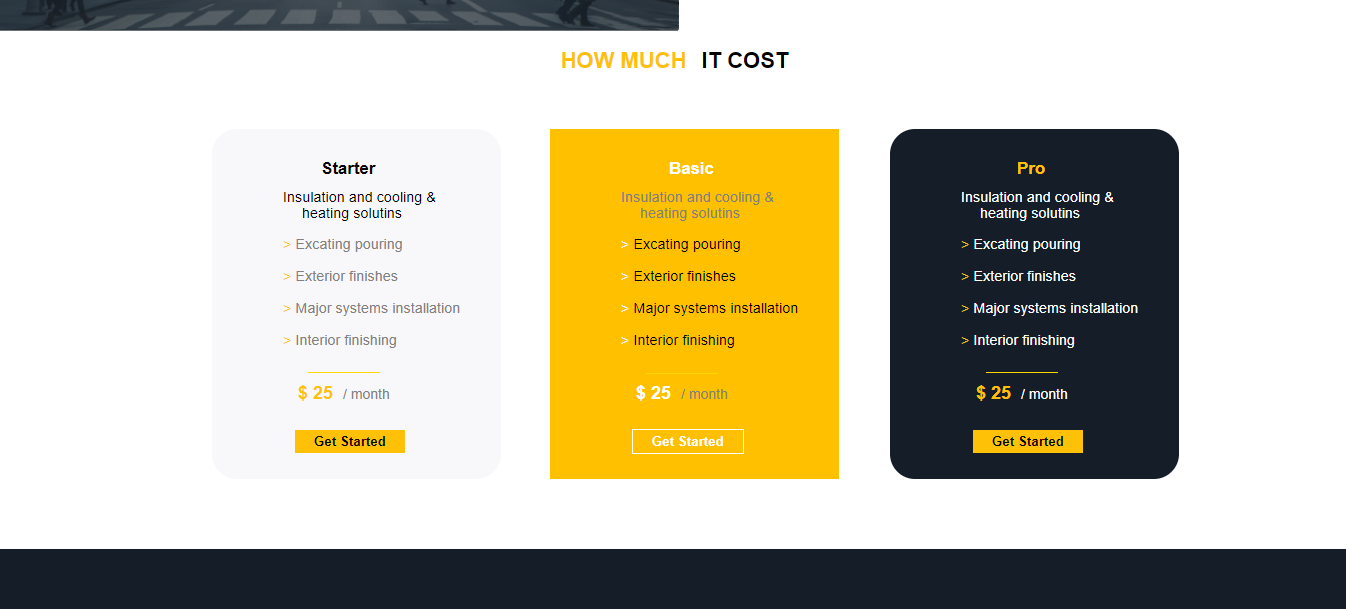 HOW MUCH IT COST
Starter
Insulation and cooling &
heating solutins
> Excating pouring
> Exterior finishes
> Major systems installation
> Interior finishing
$ 25 / month
Get Started
Basic
Insulation and cooling &
heating solutins
> Excating pouring
> Exterior finishes
> Major systems installation
> Interior finishing
$ 25 / month
Get Started
Pro
Insulation and cooling &
heating solutins
> Excating pouring
> Exterior finishes
> Major systems installation
> Interior finishing
$ 25 / month
Get Started